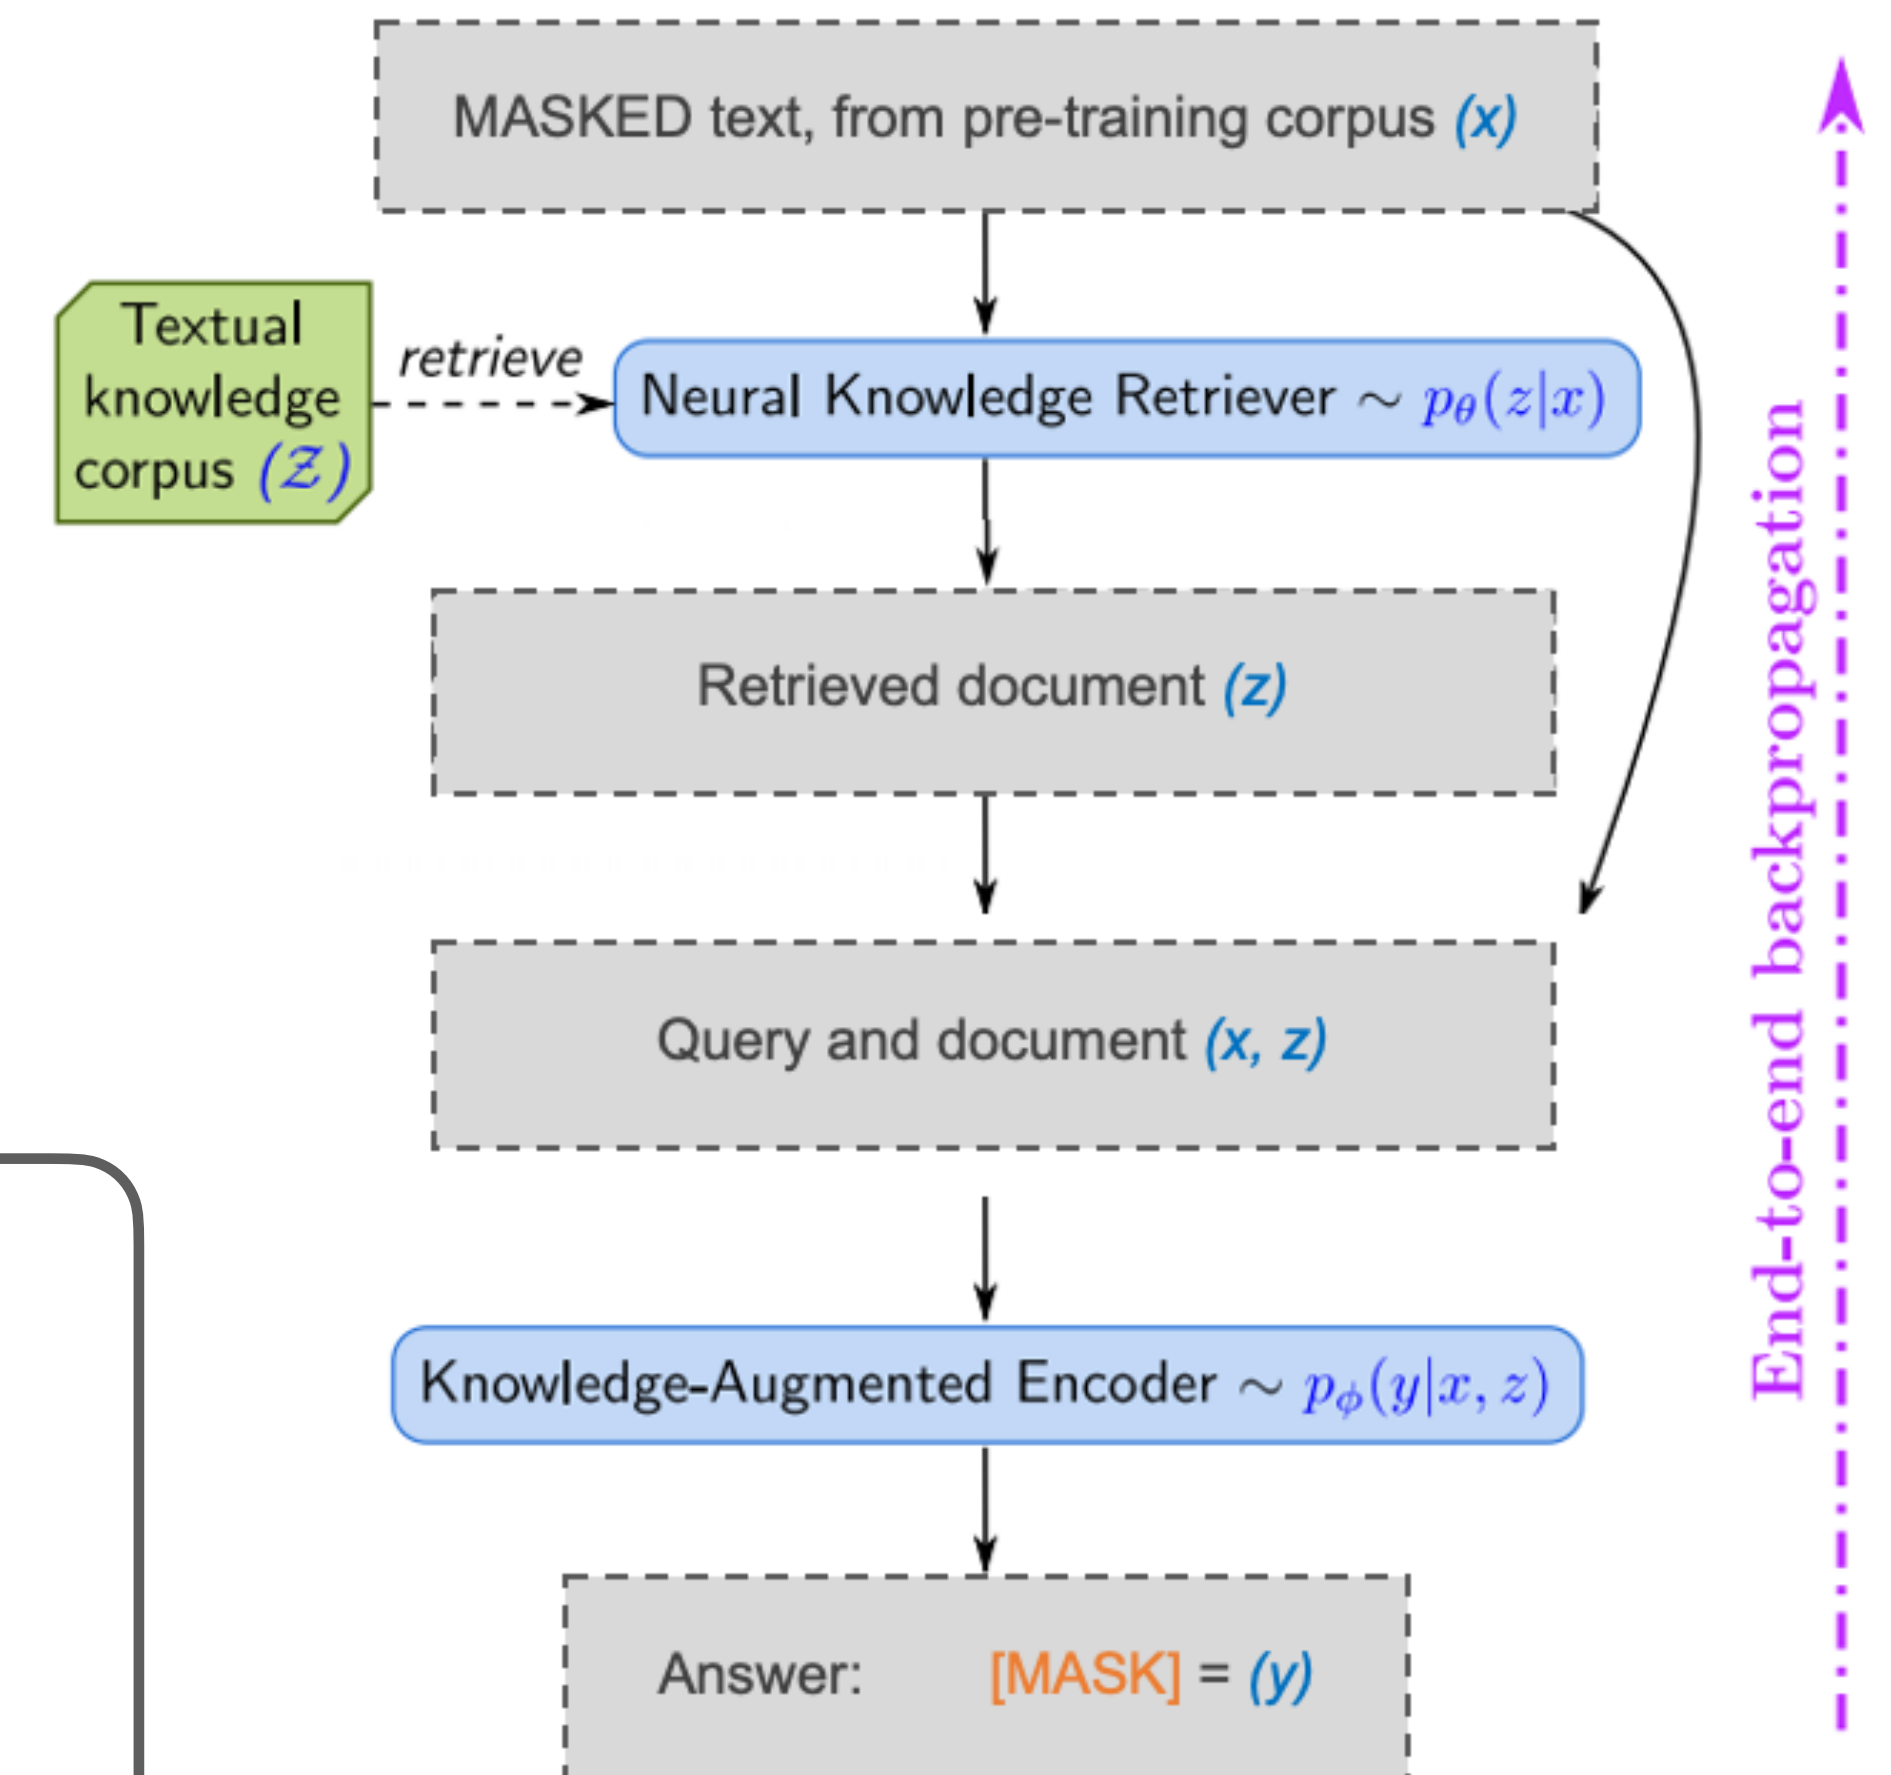 MASKED text, from pre-training corpus (x)
Textual
knowledge
corpus (𝒵)
retrieve
Neural Knowledge Retriever ∼ pθ(z|x)
Retrieved document (z)
Query and document (x, z)
Knowledge-Augmented Encoder ∼ pϕ(y|x, z)
Answer: [MASK] = (y)
End-to-end backpropagation